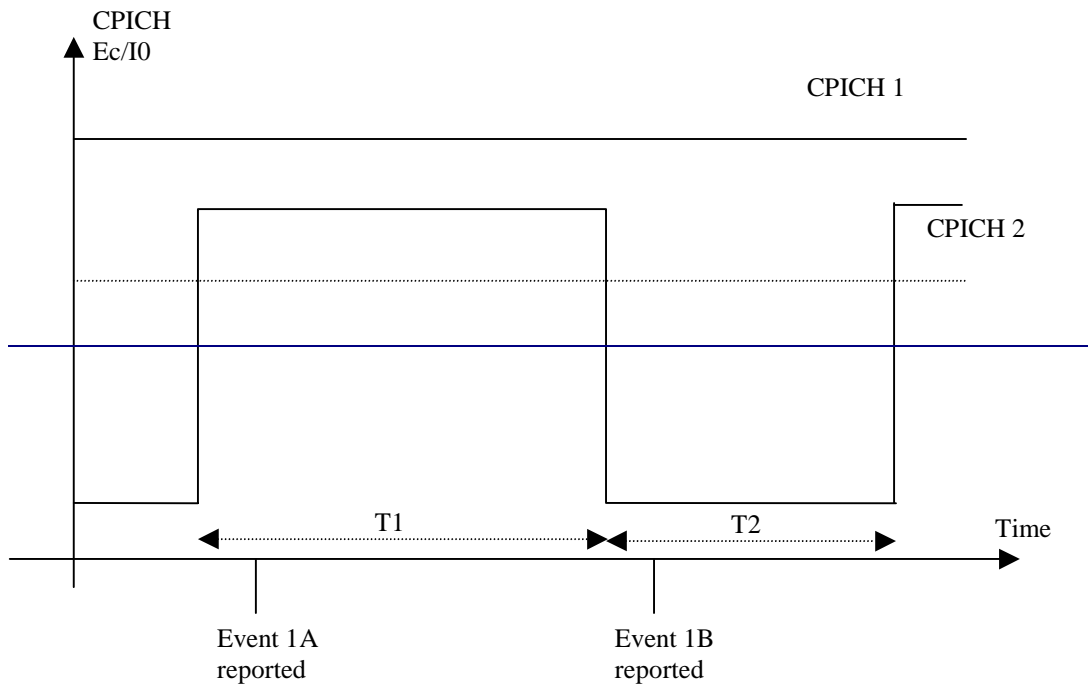 CPICH
Ec/I0
CPICH 1
CPICH 2
T1
T2
Time
Event 1A
reported
Event 1B
reported